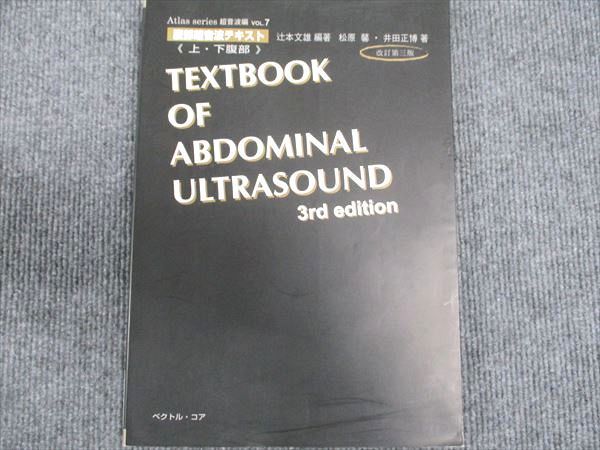 Atlas series 超音波編 VOL.7
腹部超音波テキスト 辻本文雄 編著 松原 馨・井田正博 著
《 上・下腹部 》 改訂第三版
TEXTBOOK
OF
ABDOMINAL
ULTRASOUND
3rd edition
ベクトル・コア